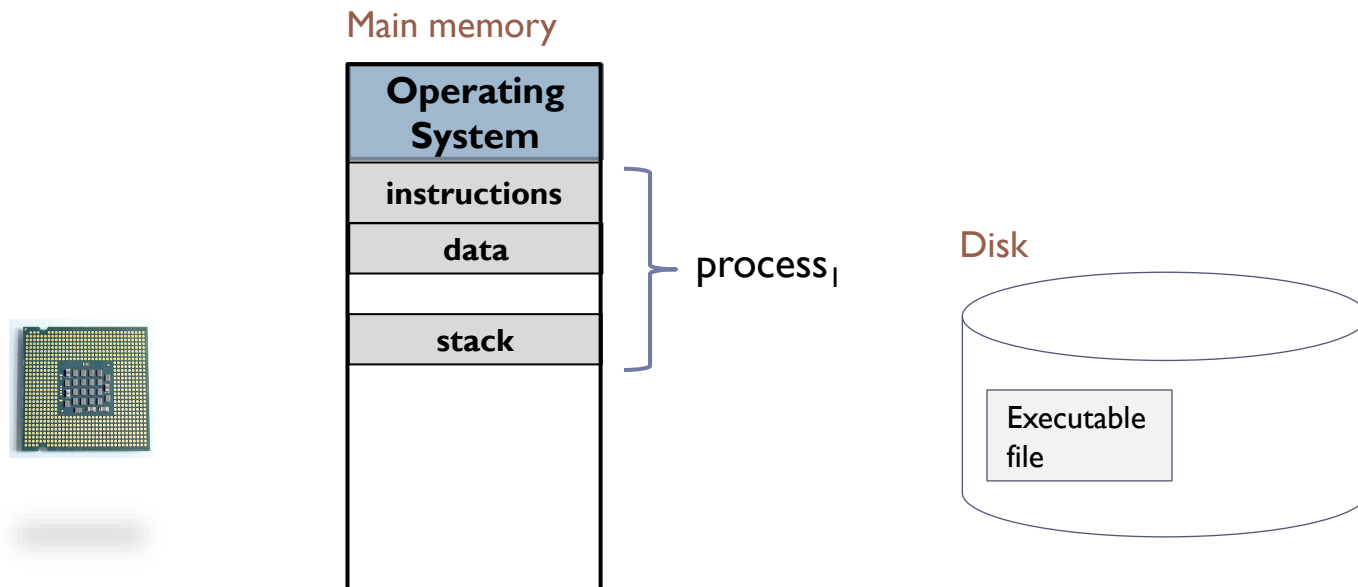 Main memory
Operating
System
instructions
data
stack
process1
Disk
Executable
file